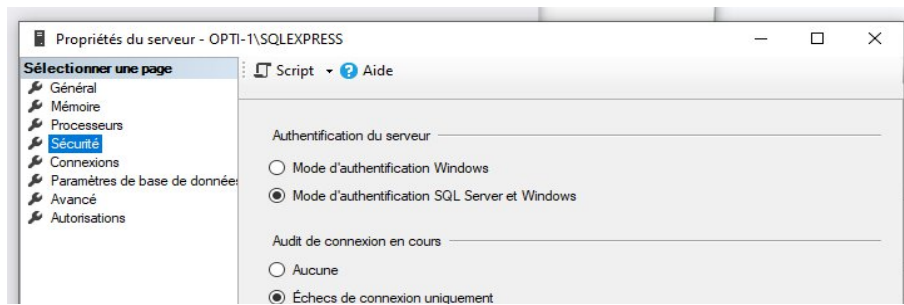 Propriétés du serveur - OPTI-1\SQLEXPRESS
Sélectionner une page
Général
Mémoire
Processeurs
Sécurité
Connexions
Paramètres de base de données
Avancé
Autorisations
Script
Aide
Authentification du serveur
Mode d'authentification Windows
Mode d'authentification SQL Server et Windows
Audit de connexion en cours
Aucune
Échecs de connexion uniquement